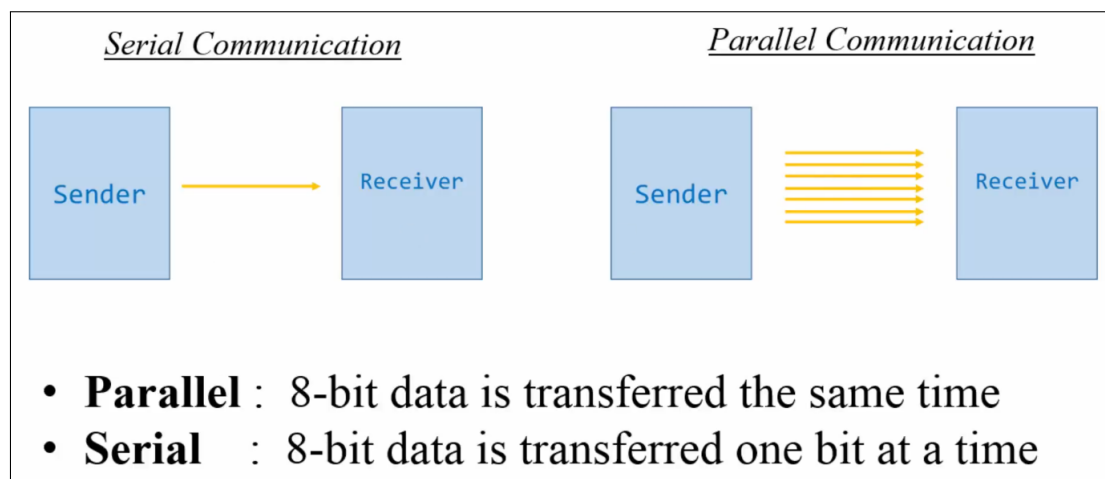 Serial Communication
Parallel Communication
Sender
Receiver
Sender
Receiver
• Parallel : 8-bit data is transferred the same time
• Serial : 8-bit data is transferred one bit at a time